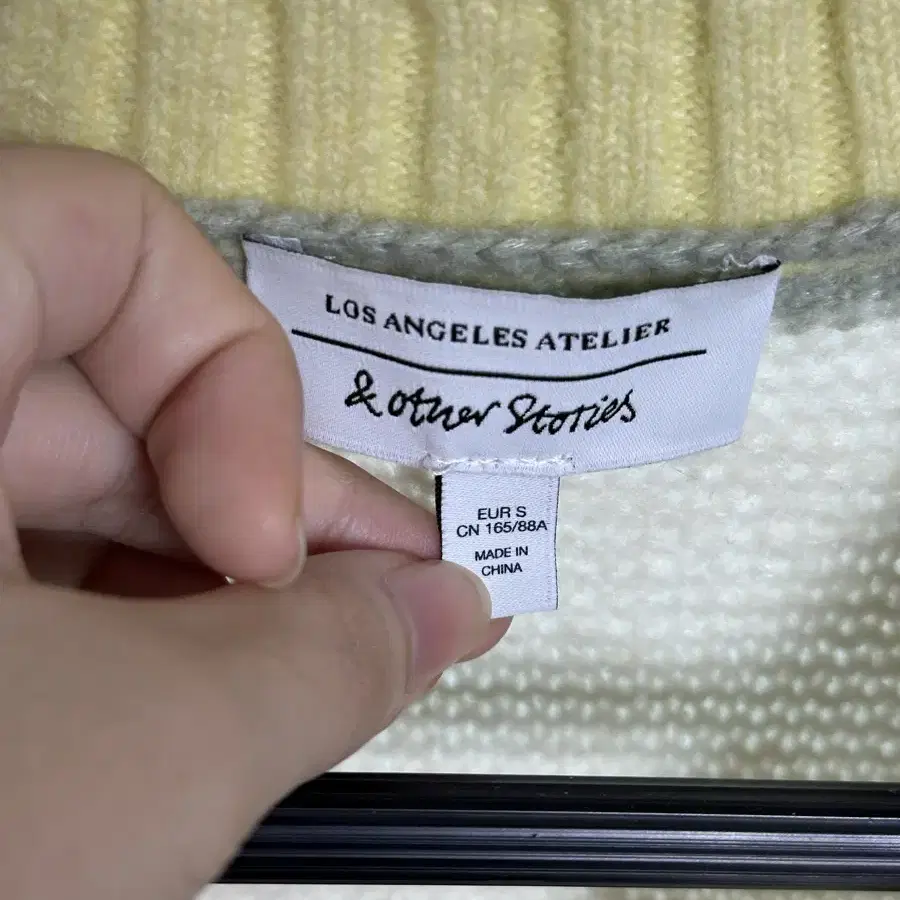 LOS ANGELES ATELIER
& other Stories
EUR S
CN 165/88A
MADE IN
CHINA